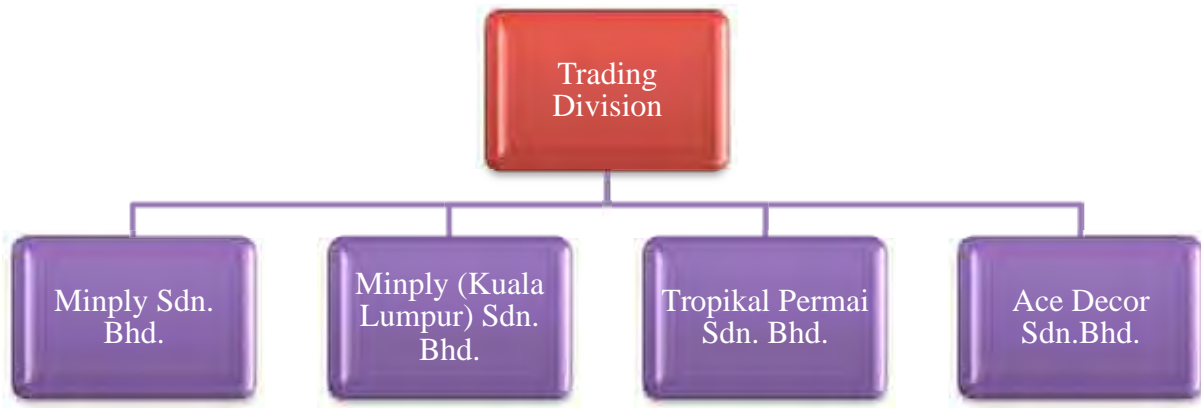 Trading
Division
Minply Sdn.
Bhd.
Minply (Kuala
Lumpur) Sdn.
Bhd.
Tropikal Permai
Sdn. Bhd.
Ace Decor
Sdn.Bhd.